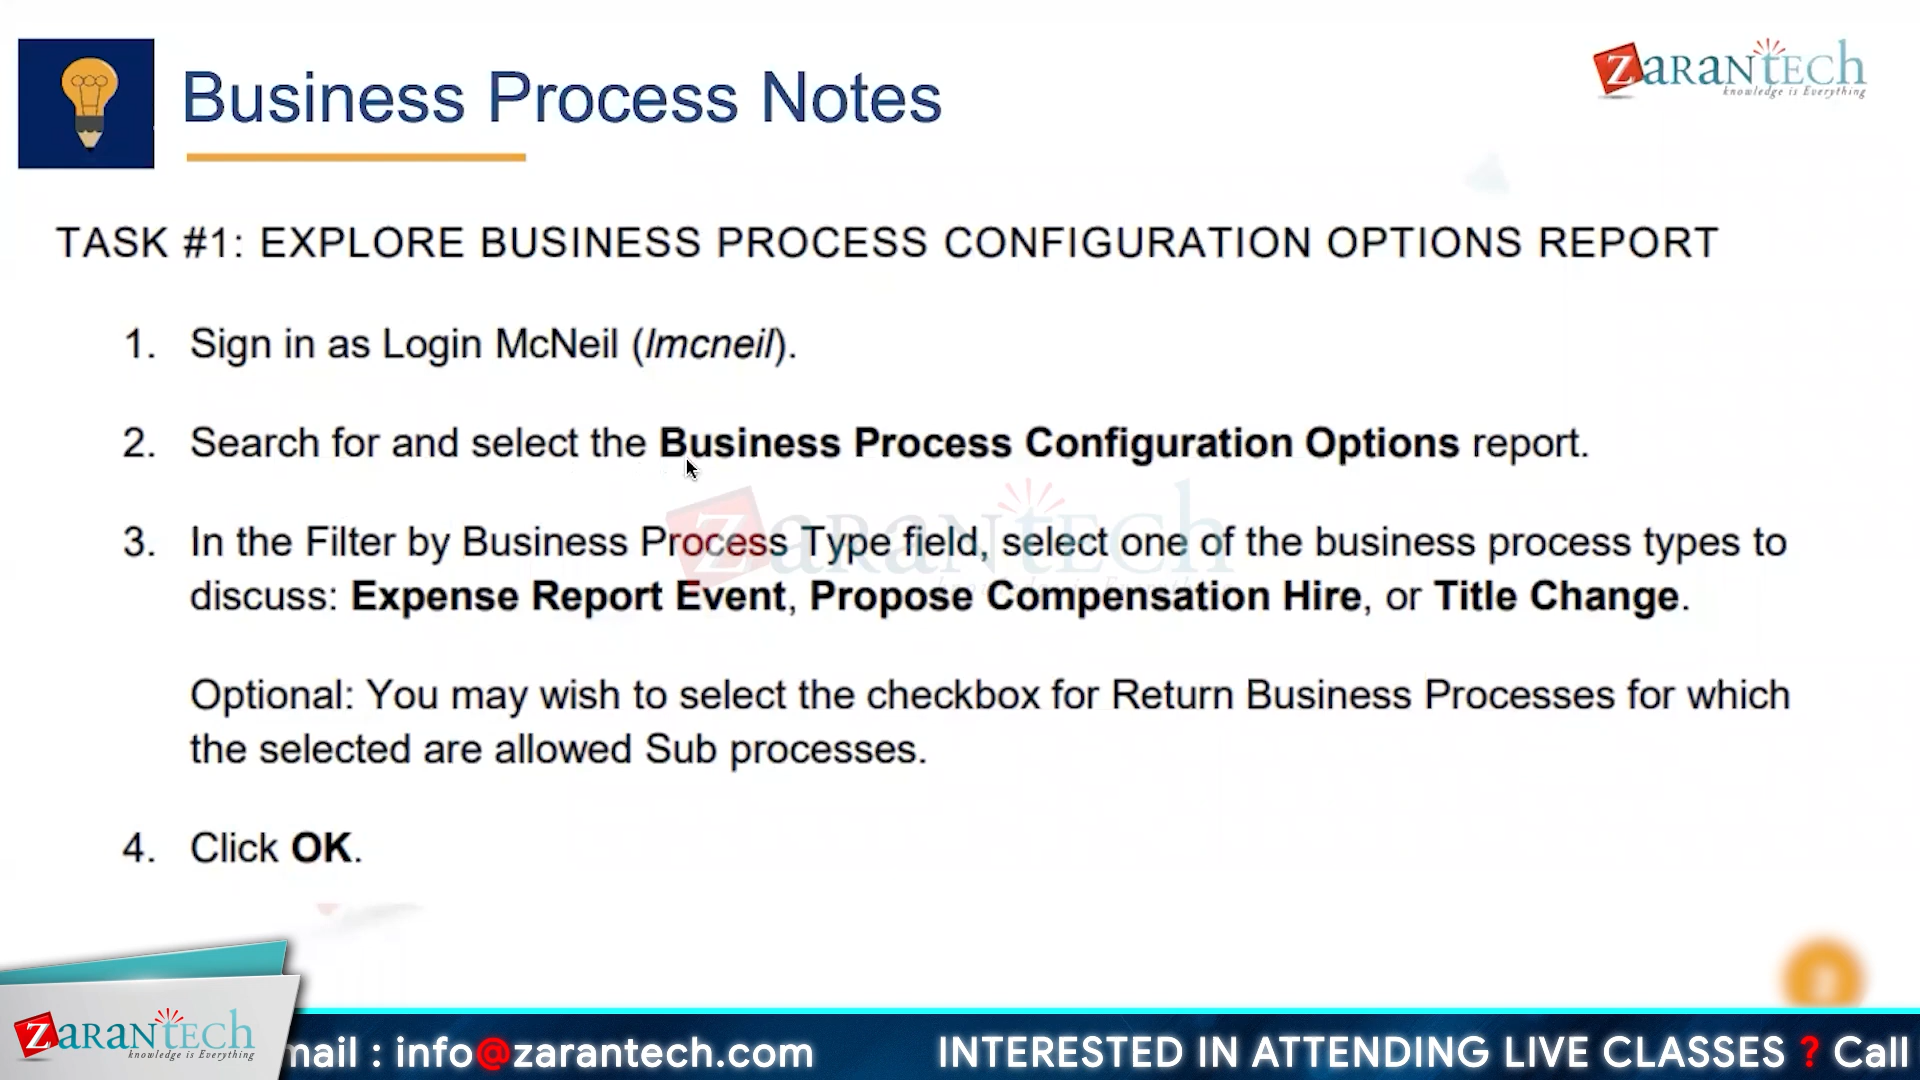 Business Process Notes
ZARANTECH
knowledge is Everything
TASK #1: EXPLORE BUSINESS PROCESS CONFIGURATION OPTIONS REPORT
1. Sign in as Login McNeil (lmcneil).
2. Search for and select the Business Process Configuration Options report.
ZARANTECH
3. In the Filter by Business Process Type field, select one of the business process types to
knowledge is Everything
discuss: Expense Report Event, Propose Compensation Hire, or Title Change.
Optional: You may wish to select the checkbox for Return Business Processes for which
the selected are allowed Sub processes.
4. Click OK.
ZARANTECH
knowledge is Everything
mail : info@zarantech.com INTERESTED IN ATTENDING LIVE CLASSES ? Call